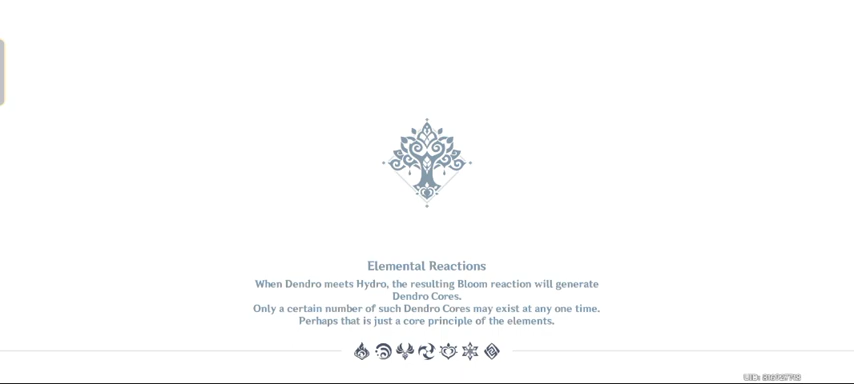 Elemental Reactions
When Dendro meets Hydro, the resulting Bloom reaction will generate
Dendro Cores.
Only a certain number of such Dendro Cores may exist at any one time.
Perhaps that is just a core principle of the elements.
UID: